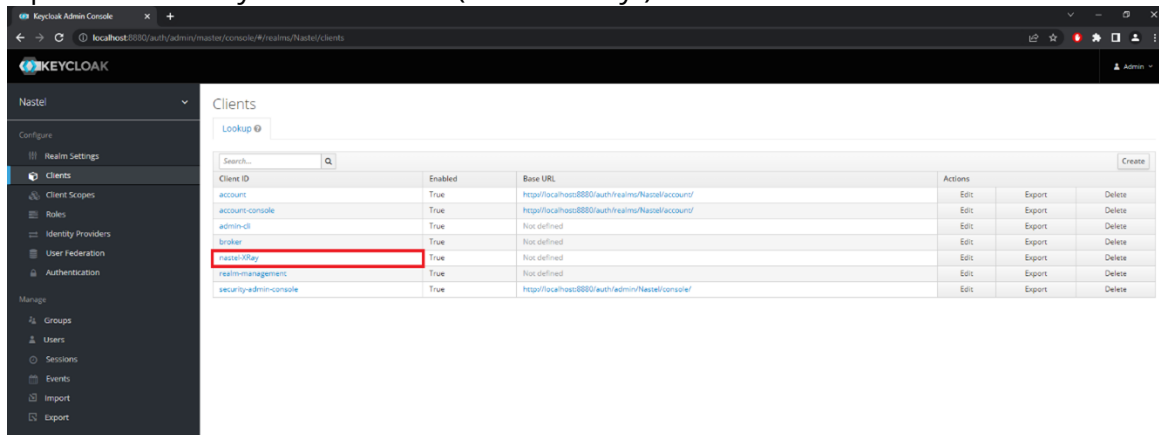 Keycloak Admin Console
localhost:8880/auth/admin/master/console/#/realms/Nastel/clients
KEYCLOAK
Admin
Nastel
Clients
Lookup
Configure
Realm Settings
Clients
Client Scopes
Roles
Identity Providers
User Federation
Authentication
Manage
Groups
Users
Sessions
Events
Import
Export
Search...
Create
Client ID Enabled Base URL Actions
account True http://localhost:8880/auth/realms/Nastel/account/ Edit Export Delete
account-console True http://localhost:8880/auth/realms/Nastel/account/ Edit Export Delete
admin-cli True Not defined Edit Export Delete
broker True Not defined Edit Export Delete
nastel-XRay True Not defined Edit Export Delete
realm-management True Not defined Edit Export Delete
security-admin-console True http://localhost:8880/auth/admin/Nastel/console/ Edit Export Delete